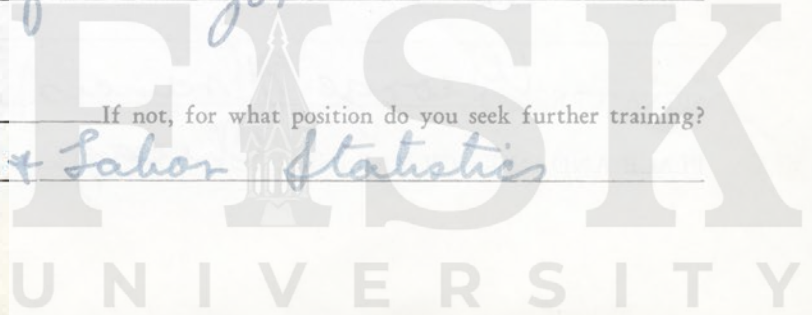 If not, for what position do you seek further training?
+ Labor Statistics
FISK
UNIVERSITY